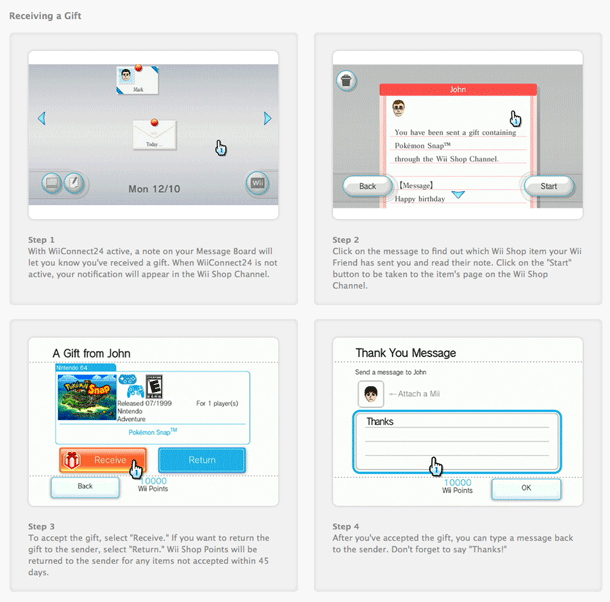 Receiving a Gift
Mark
Today ...
Mon 12/10
Wii
Step 1
With WiiConnect24 active, a note on your Message Board will
let you know you've received a gift. When WiiConnect24 is not
active, your notification will appear in the Wii Shop Channel.
John
You have been sent a gift containing
Pokémon Snap™
through the Wii Shop Channel.
【Message】
Happy birthday
Back
Start
Step 2
Click on the message to find out which Wii Shop item your Wii
Friend has sent you and read their note. Click on the "Start"
button to be taken to the item's page on the Wii Shop
Channel.
A Gift from John
Nintendo 64
Pokémon Snap
E
Released 07/1999
For 1 player(s)
Nintendo
Adventure
Pokémon Snap™
Receive
Return
Back
10000
Wii Points
Step 3
To accept the gift, select "Receive." If you want to return the
gift to the sender, select "Return." Wii Shop Points will be
returned to the sender for any items not accepted within 45
days.
Thank You Message
Send a message to John
←Attach a Mii
Thanks
10000
Wii Points
OK
Step 4
After you've accepted the gift, you can type a message back
to the sender. Don't forget to say "Thanks!"